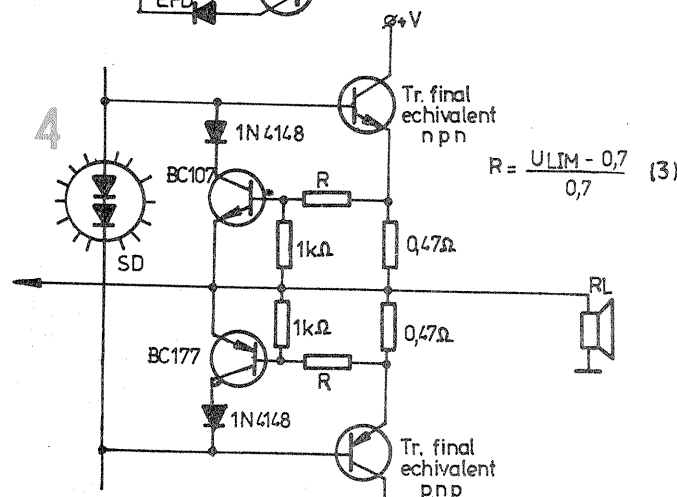 EFD
+V
4
Tr. final
echivalent
npn
1N4148
R = ULIM - 0,7
0,7
(3)
BC107
R
1kΩ
0,47Ω
SD
RL
1kΩ
0,47Ω
BC177
R
1N4148
Tr. final
echivalent
pnp